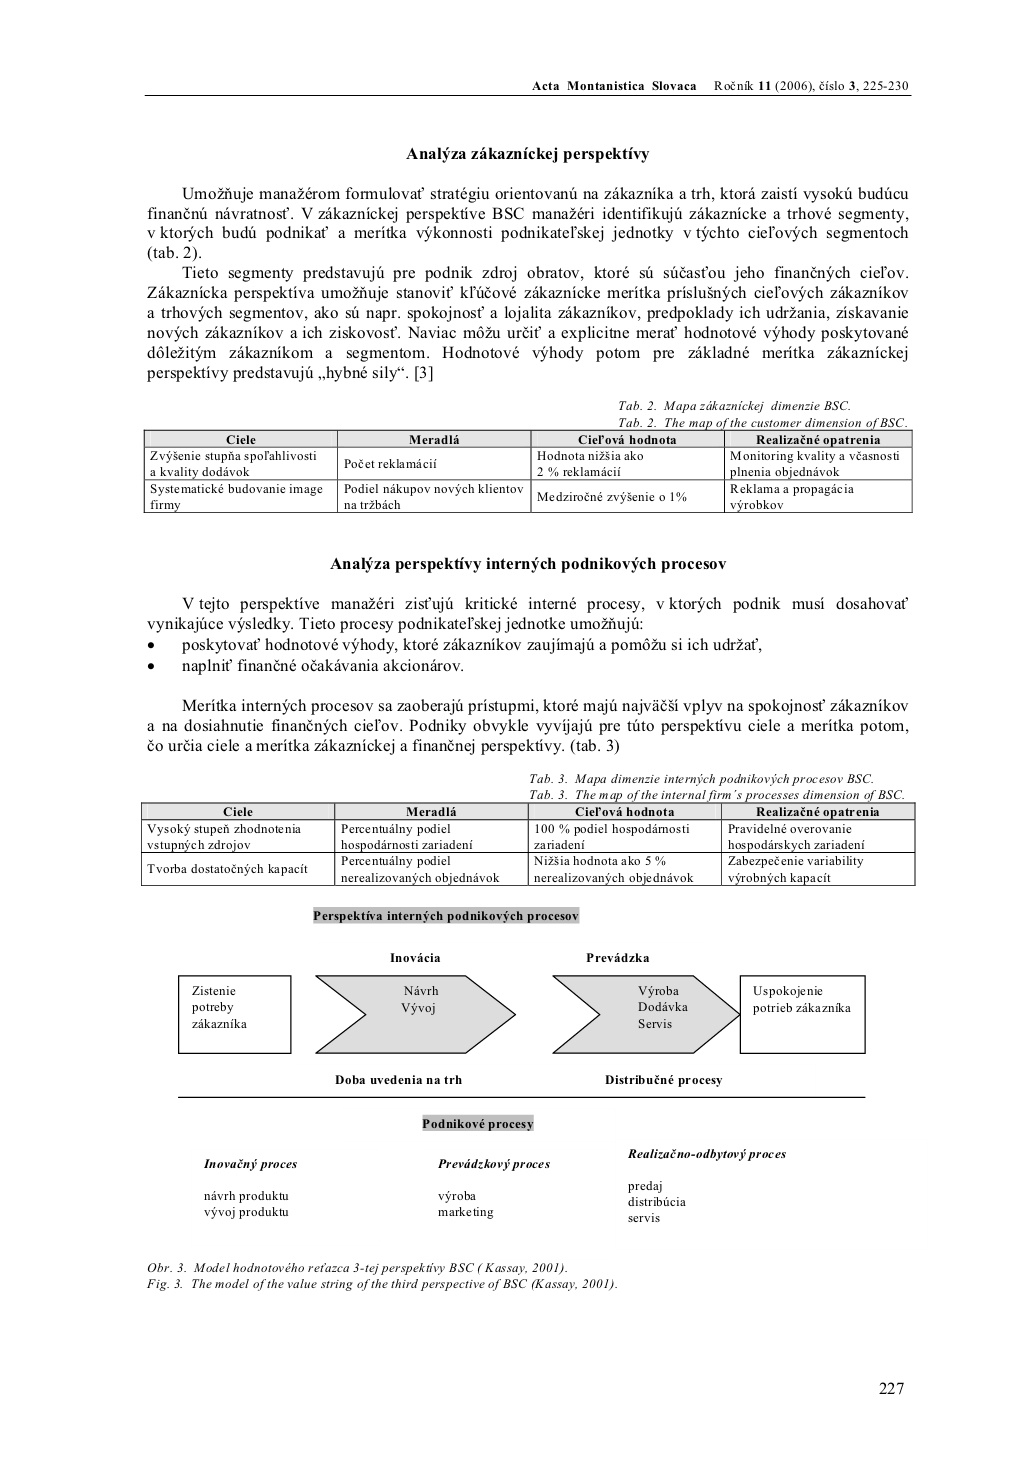 Acta Montanistica Slovaca Ročník 11 (2006), číslo 3, 225-230
Analýza zákazníckej perspektívy
Umožňuje manažérom formulovať stratégiu orientovanú na zákazníka a trh, ktorá zaistí vysokú budúcu
finančnú návratnosť. V zákazníckej perspektíve BSC manažéri identifikujú zákaznícke a trhové segmenty,
v ktorých budú podnikať a merítka výkonnosti podnikateľskej jednotky v týchto cieľových segmentoch
(tab. 2).
Tieto segmenty predstavujú pre podnik zdroj obratov, ktoré sú súčasťou jeho finančných cieľov.
Zákaznícka perspektíva umožňuje stanoviť kľúčové zákaznícke merítka príslušných cieľových zákazníkov
a trhových segmentov, ako sú napr. spokojnosť a lojalita zákazníkov, predpoklady ich udržania, získavanie
nových zákazníkov a ich ziskovosť. Naviac môžu určiť a explicitne merať hodnotové výhody poskytované
dôležitým zákazníkom a segmentom. Hodnotové výhody potom pre základné merítka zákazníckej
perspektívy predstavujú „hybné sily“. [3]
Tab. 2. Mapa zákazníckej dimenzie BSC.
Tab. 2. The map of the customer dimension of BSC.
Ciele Meradlá Cieľová hodnota Realizačné opatrenia
Zvýšenie stupňa spoľahlivosti
a kvality dodávok
Počet reklamácií
Hodnota nižšia ako
2 % reklamácií
Monitoring kvality a včasnosti
plnenia objednávok
Systematické budovanie image
firmy
Podiel nákupov nových klientov
na tržbách
Medziročné zvýšenie o 1%
Reklama a propagácia
výrobkov
Analýza perspektívy interných podnikových procesov
V tejto perspektíve manažéri zisťujú kritické interné procesy, v ktorých podnik musí dosahovať
vynikajúce výsledky. Tieto procesy podnikateľskej jednotke umožňujú:
• poskytovať hodnotové výhody, ktoré zákazníkov zaujímajú a pomôžu si ich udržať,
• naplniť finančné očakávania akcionárov.
Merítka interných procesov sa zaoberajú prístupmi, ktoré majú najväčší vplyv na spokojnosť zákazníkov
a na dosiahnutie finančných cieľov. Podniky obvykle vyvíjajú pre túto perspektívu ciele a merítka potom,
čo určia ciele a merítka zákazníckej a finančnej perspektívy. (tab. 3)
Tab. 3. Mapa dimenzie interných podnikových procesov BSC.
Tab. 3. The map of the internal firm´s processes dimension of BSC.
Ciele Meradlá Cieľová hodnota Realizačné opatrenia
Vysoký stupeň zhodnotenia
vstupných zdrojov
Percentuálny podiel
hospodárnosti zariadení
100 % podiel hospodárnosti
zariadení
Pravidelné overovanie
hospodárskych zariadení
Tvorba dostatočných kapacít
Percentuálny podiel
nerealizovaných objednávok
Nižšia hodnota ako 5 %
nerealizovaných objednávok
Zabezpečenie variability
výrobných kapacít
Perspektíva interných podnikových procesov
Inovácia Prevádzka
Zistenie
potreby
zákazníka
Návrh
Vývoj
Výroba
Dodávka
Servis
Uspokojenie
potrieb zákazníka
Doba uvedenia na trh Distribučné procesy
Podnikové procesy
Inovačný proces
návrh produktu
vývoj produktu
Prevádzkový proces
výroba
marketing
Realizačno-odbytový proces
predaj
distribúcia
servis
Obr. 3. Model hodnotového reťazca 3-tej perspektívy BSC ( Kassay, 2001).
Fig. 3. The model of the value string of the third perspective of BSC (Kassay, 2001).
227